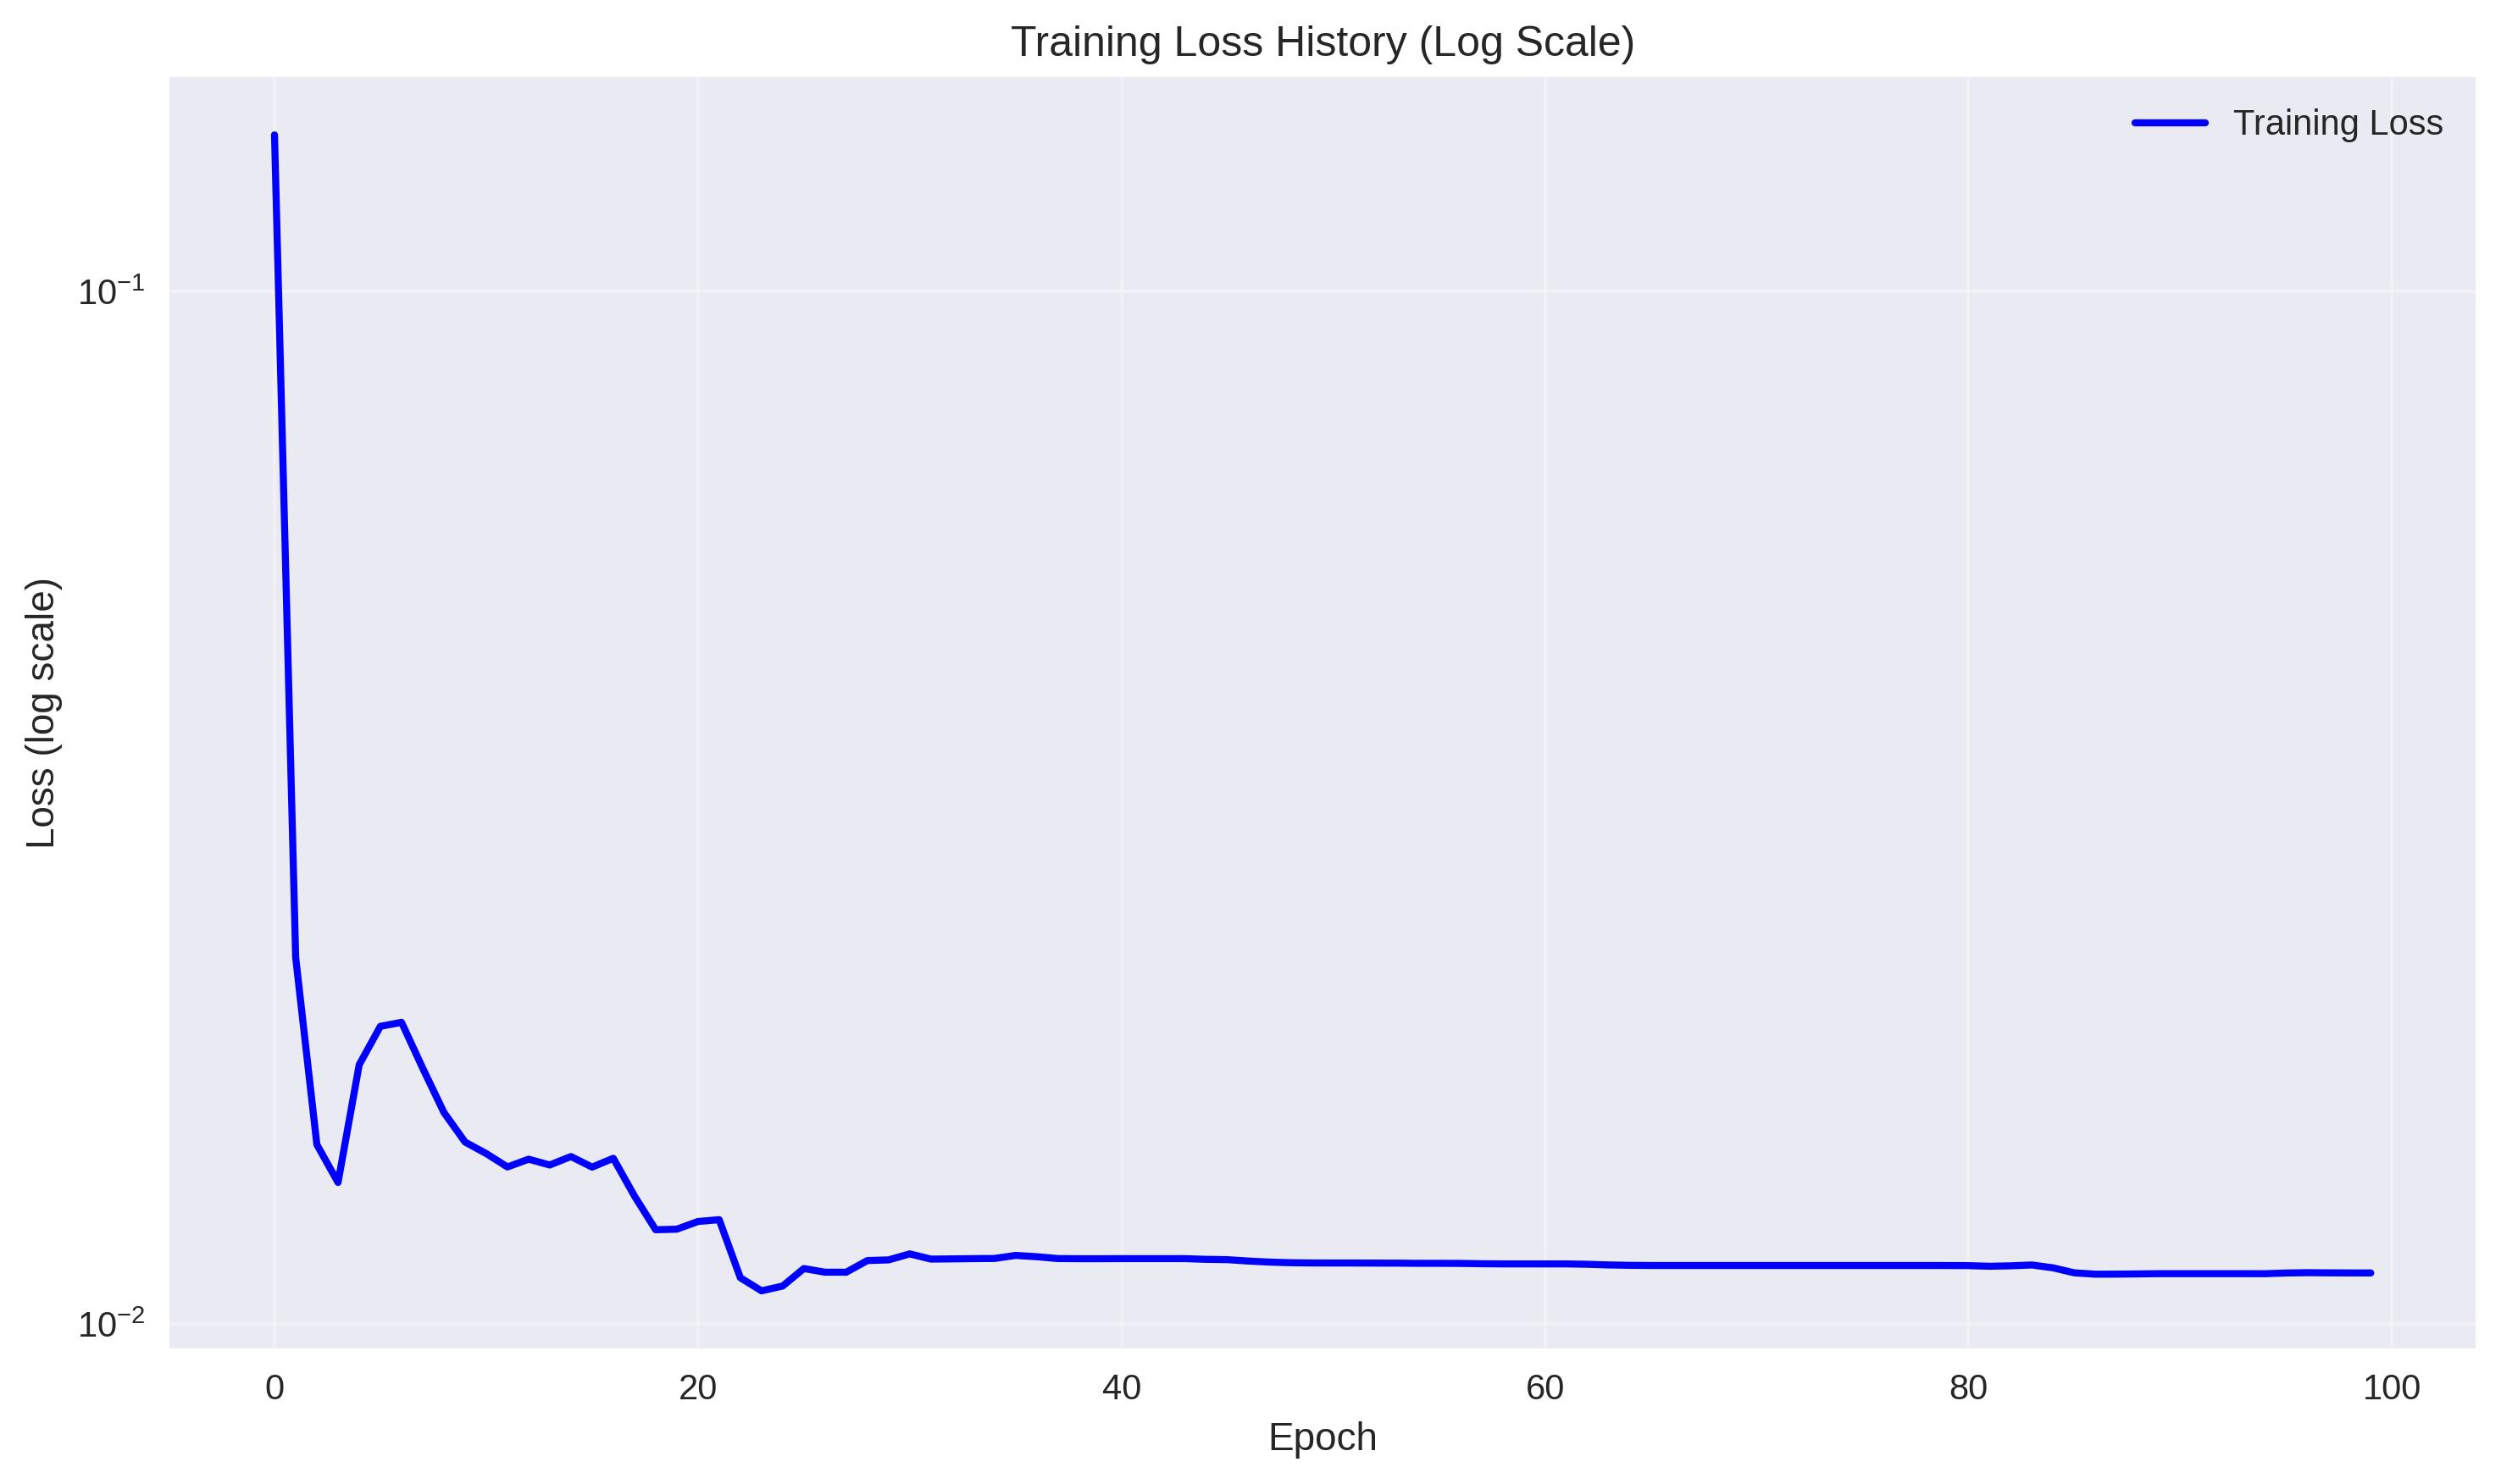 Training Loss History (Log Scale)
Training Loss
10⁻¹
Loss (log scale)
10⁻²
0 20 40 60 80 100
Epoch